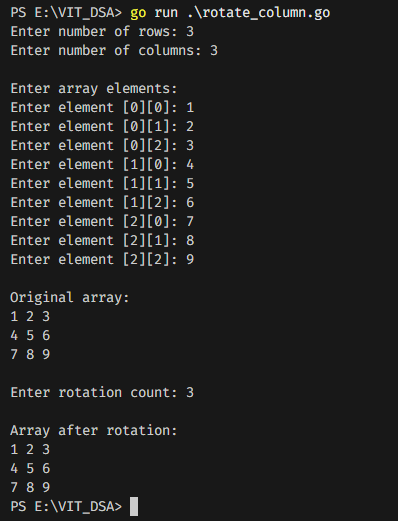 PS E:\VIT_DSA> go run .\rotate_column.go
Enter number of rows: 3
Enter number of columns: 3
Enter array elements:
Enter element [0][0]: 1
Enter element [0][1]: 2
Enter element [0][2]: 3
Enter element [1][0]: 4
Enter element [1][1]: 5
Enter element [1][2]: 6
Enter element [2][0]: 7
Enter element [2][1]: 8
Enter element [2][2]: 9
Original array:
1 2 3
4 5 6
7 8 9
Enter rotation count: 3
Array after rotation:
1 2 3
4 5 6
7 8 9
PS E:\VIT_DSA>